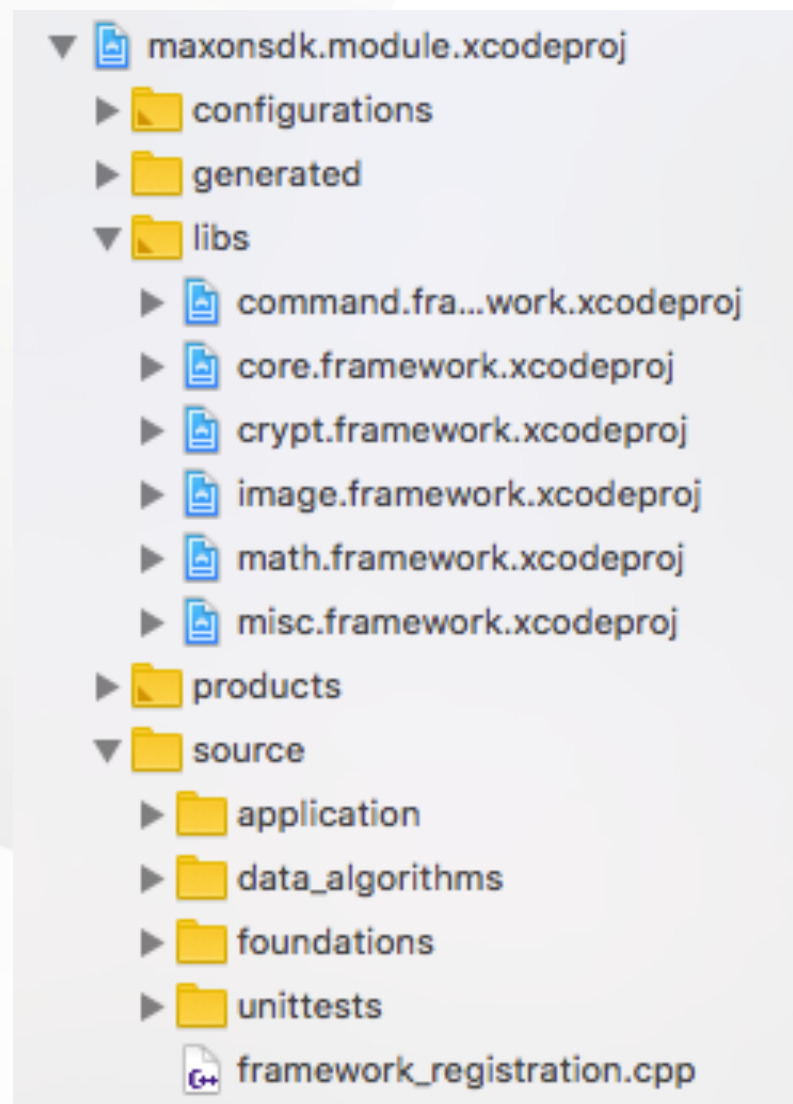 maxonsdk.module.xcodeproj
configurations
generated
libs
command.fra...work.xcodeproj
core.framework.xcodeproj
crypt.framework.xcodeproj
image.framework.xcodeproj
math.framework.xcodeproj
misc.framework.xcodeproj
products
source
application
data_algorithms
foundations
unittests
C++ framework_registration.cpp